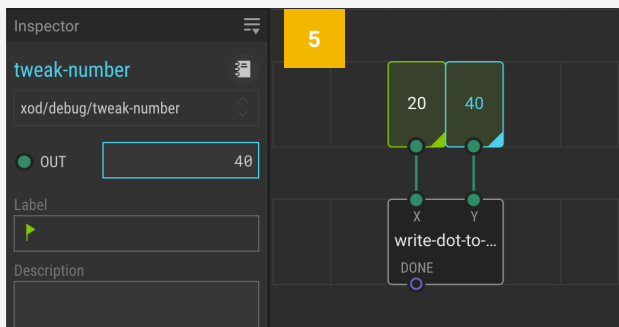 Inspector
tweak-number
xod/debug/tweak-number
OUT
40
Label
Description
5
20
40
X
Y
write-dot-to-...
DONE